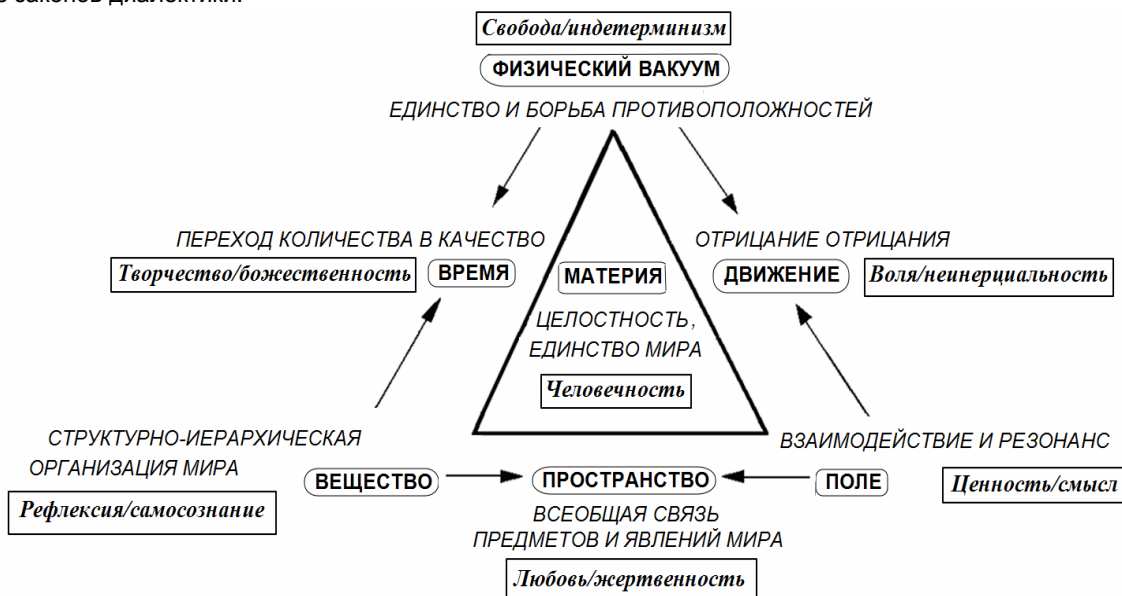 законов диалектики.
Свобода/индетерминизм
ФИЗИЧЕСКИЙ ВАКУУМ
ЕДИНСТВО И БОРЬБА ПРОТИВОПОЛОЖНОСТЕЙ
ПЕРЕХОД КОЛИЧЕСТВА В КАЧЕСТВО
ОТРИЦАНИЕ ОТРИЦАНИЯ
Творчество/божественность
ВРЕМЯ
МАТЕРИЯ
ДВИЖЕНИЕ
Воля/неинерциальность
ЦЕЛОСТНОСТЬ,
ЕДИНСТВО МИРА
Человечность
СТРУКТУРНО-ИЕРАРХИЧЕСКАЯ
ОРГАНИЗАЦИЯ МИРА
ВЗАИМОДЕЙСТВИЕ И РЕЗОНАНС
Рефлексия/самосознание
ВЕЩЕСТВО
ПРОСТРАНСТВО
ПОЛЕ
Ценность/смысл
ВСЕОБЩАЯ СВЯЗЬ
ПРЕДМЕТОВ И ЯВЛЕНИЙ МИРА
Любовь/жертвенность